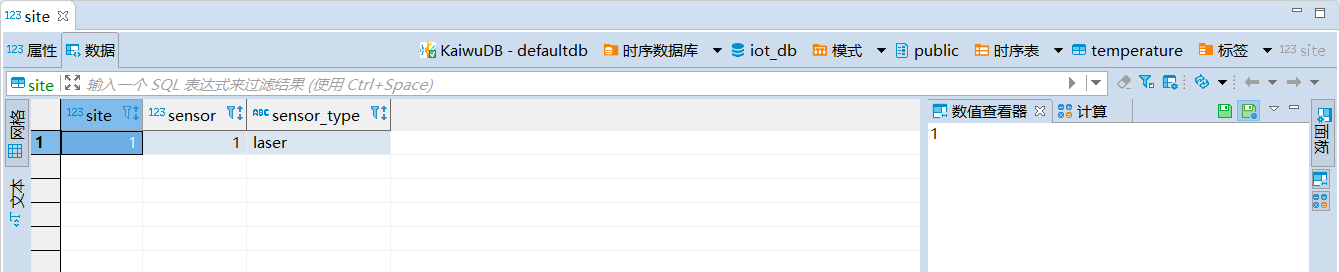 123 site
123 属性 数据 KaiwuDB - defaultdb 时序数据库 iot_db 模式 public 时序表 temperature 标签 123 site
site 输入一个 SQL 表达式来过滤结果 (使用 Ctrl+Space)
网格
文本
123 site 123 sensor ABC sensor_type
1 1 1 laser
数值查看器 计算
1
面板